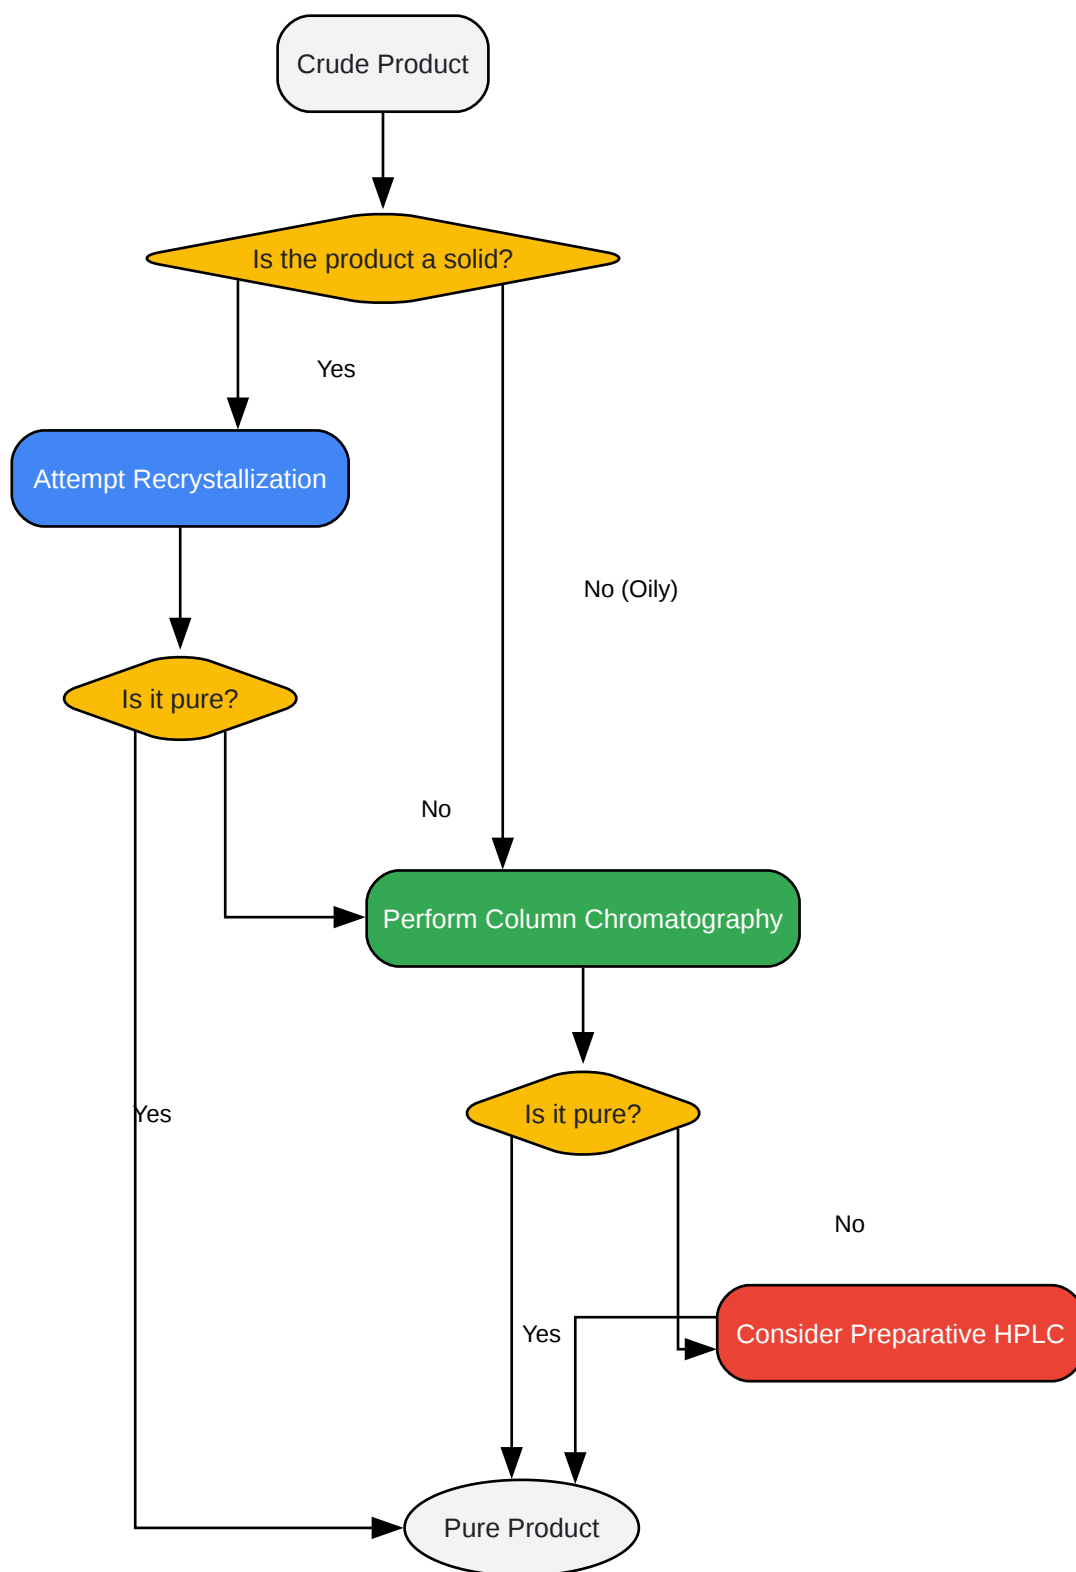 Crude Product
Is the product a solid?
Yes
Attempt Recrystallization
No (Oily)
Is it pure?
No
Perform Column Chromatography
Yes
Is it pure?
No
Yes
Consider Preparative HPLC
Pure Product